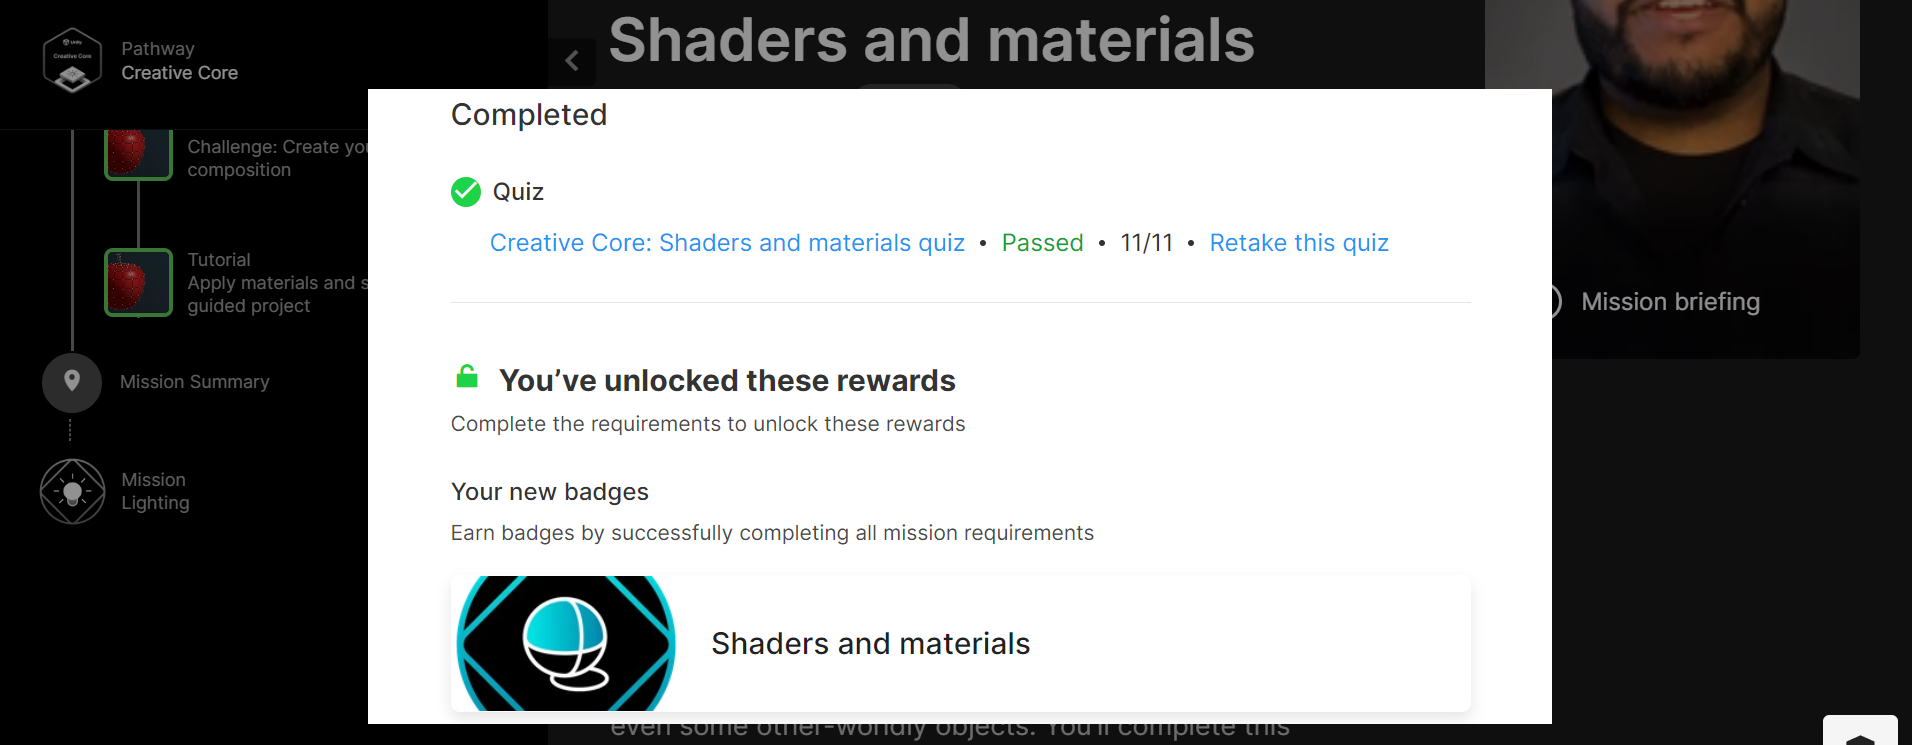 Unity
Creative Core
Pathway
Creative Core
Shaders and materials
Challenge: Create you
composition
Tutorial
Apply materials and s
guided project
Mission Summary
Mission
Lighting
Completed
Quiz
Creative Core: Shaders and materials quiz • Passed • 11/11 • Retake this quiz
You’ve unlocked these rewards
Complete the requirements to unlock these rewards
Your new badges
Earn badges by successfully completing all mission requirements
Shaders and materials
Mission briefing
even some other-worldly objects. You'll complete this